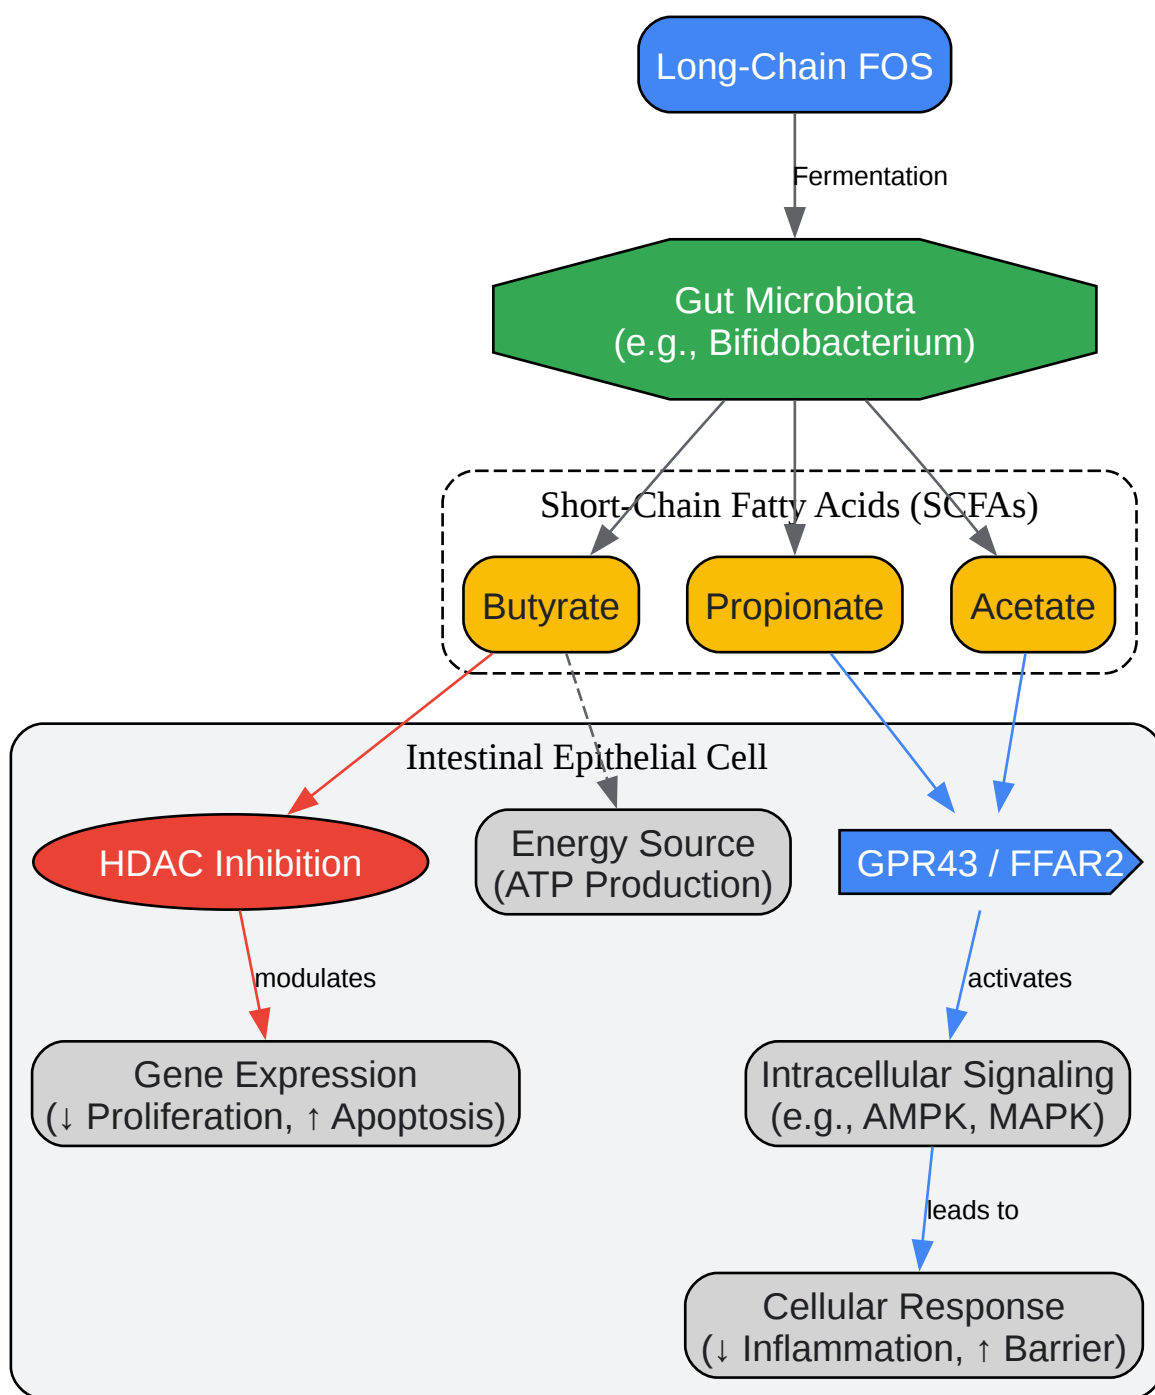 Long-Chain FOS
Fermentation
Gut Microbiota
(e.g., Bifidobacterium)
Short-Chain Fatty Acids (SCFAs)
Butyrate
Propionate
Acetate
Intestinal Epithelial Cell
HDAC Inhibition
Energy Source
(ATP Production)
GPR43 / FFAR2
modulates
activates
Gene Expression
(↓ Proliferation, ↑ Apoptosis)
Intracellular Signaling
(e.g., AMPK, MAPK)
leads to
Cellular Response
(↓ Inflammation, ↑ Barrier)